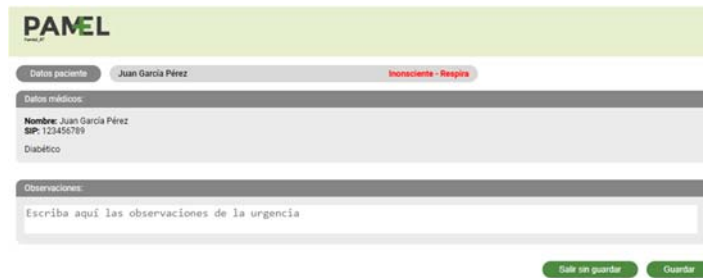 PAMEL
Datos paciente Juan García Pérez Inonsciente - Respira
Datos médicos:
Nombre: Juan García Pérez
SIP: 123456789
Diabético
Observaciones:
Escriba aquí las observaciones de la urgencia
Salir sin guardar Guardar